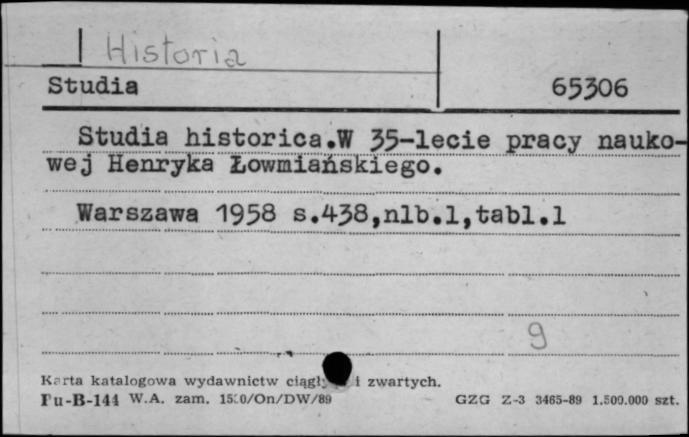 Historia
Studia 65306
Studia historica.W 35-lecie pracy nauko-
wej Henryka Łowmiańskiego.
Warszawa 1958 s.438,nlb.1,tabl.1
9
Karta katalogowa wydawnictw i zwartych.
Pu-B-144 W.A. zam. /On/DW/89 GZG Z-3 3465-89 1.500.000 szt.